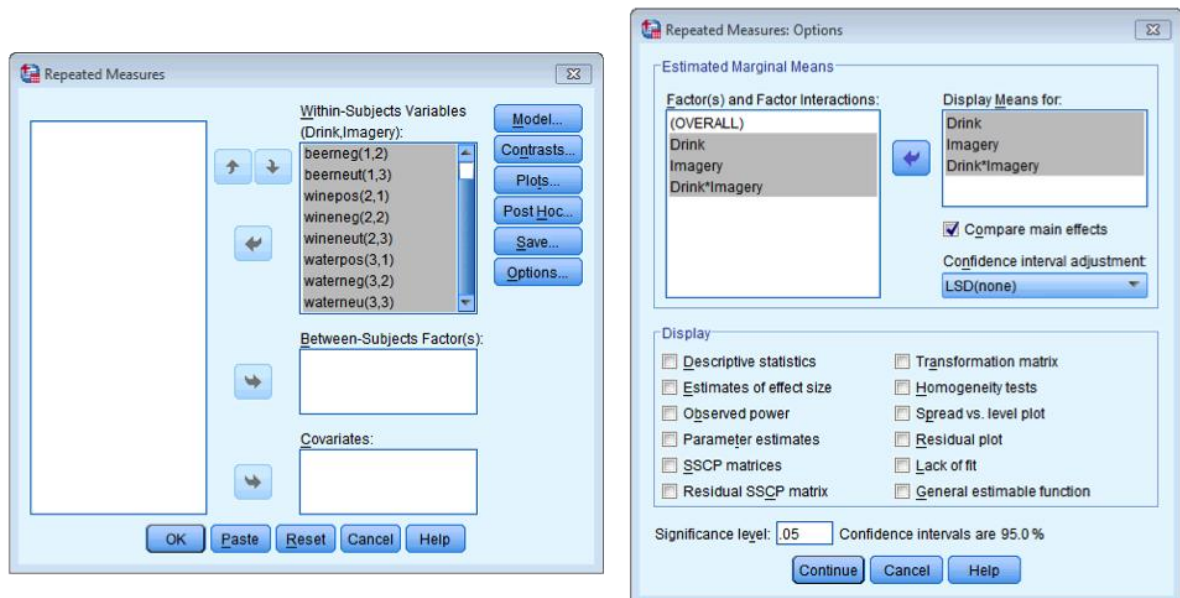 Repeated Measures
Within-Subjects Variables
(Drink,Imagery):
beerneg(1,2)
beerneut(1,3)
winepos(2,1)
wineneg(2,2)
wineneut(2,3)
waterpos(3,1)
waterneg(3,2)
waterneu(3,3)
Model...
Contrasts...
Plots...
Post Hoc...
Save...
Options...
Between-Subjects Factor(s):
Covariates:
OK Paste Reset Cancel Help
Repeated Measures: Options
Estimated Marginal Means
Factor(s) and Factor Interactions:
(OVERALL)
Drink
Imagery
Drink*Imagery
Display Means for:
Drink
Imagery
Drink*Imagery
Compare main effects
Confidence interval adjustment
LSD(none)
Display
Descriptive statistics
Estimates of effect size
Observed power
Parameter estimates
SSCP matrices
Residual SSCP matrix
Transformation matrix
Homogeneity tests
Spread vs. level plot
Residual plot
Lack of fit
General estimable function
Significance level: .05 Confidence intervals are 95.0 %
Continue Cancel Help